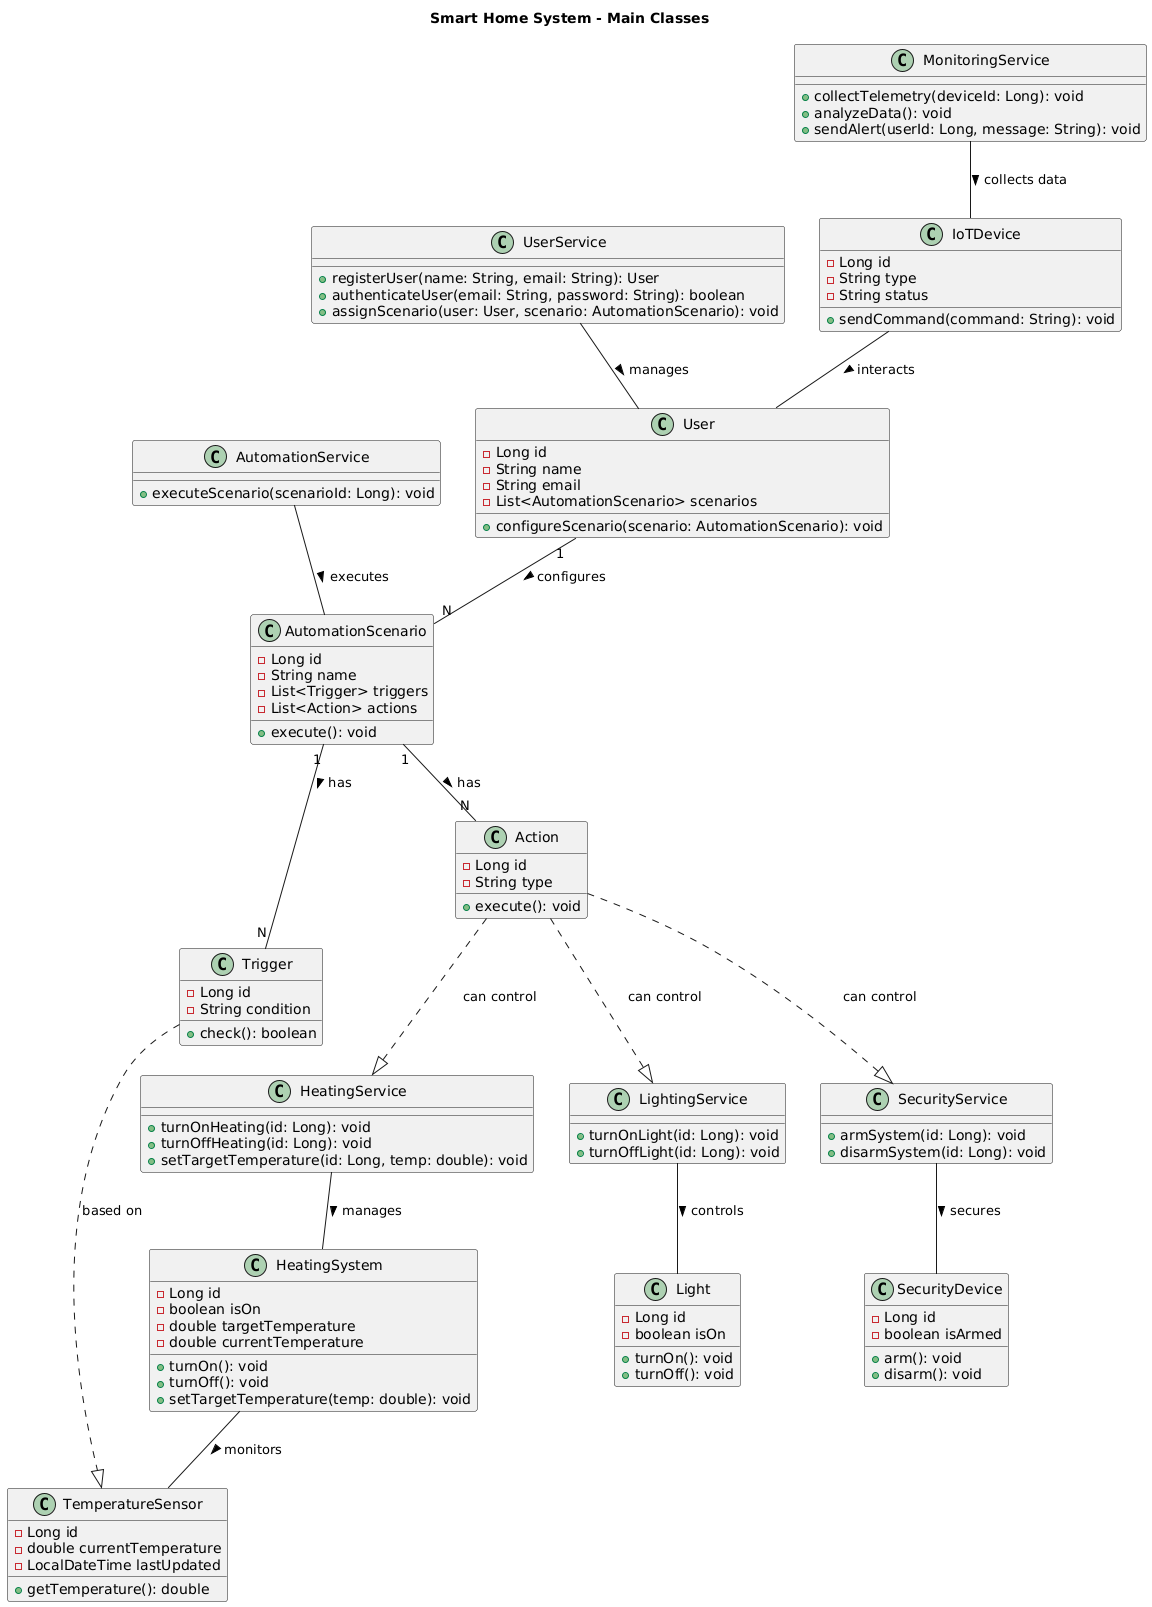 Smart Home System - Main Classes
C MonitoringService
collectTelemetry(deviceId: Long): void
analyzeData(): void
sendAlert(userId: Long, message: String): void
collects data
C UserService
registerUser(name: String, email: String): User
authenticateUser(email: String, password: String): boolean
assignScenario(user: User, scenario: AutomationScenario): void
C IoTDevice
Long id
String type
String status
sendCommand(command: String): void
manages
interacts
C User
Long id
String name
String email
List<AutomationScenario> scenarios
configureScenario(scenario: AutomationScenario): void
C AutomationService
executeScenario(scenarioId: Long): void
1
executes
configures
N
C AutomationScenario
Long id
String name
List<Trigger> triggers
List<Action> actions
execute(): void
1
1
has
has
N
C Action
Long id
String type
execute(): void
N
C Trigger
Long id
String condition
check(): boolean
can control
can control
can control
C HeatingService
turnOnHeating(id: Long): void
turnOffHeating(id: Long): void
setTargetTemperature(id: Long, temp: double): void
C LightingService
turnOnLight(id: Long): void
turnOffLight(id: Long): void
C SecurityService
armSystem(id: Long): void
disarmSystem(id: Long): void
based on
manages
controls
secures
C HeatingSystem
Long id
boolean isOn
double targetTemperature
double currentTemperature
turnOn(): void
turnOff(): void
setTargetTemperature(temp: double): void
C Light
Long id
boolean isOn
turnOn(): void
turnOff(): void
C SecurityDevice
Long id
boolean isArmed
arm(): void
disarm(): void
monitors
C TemperatureSensor
Long id
double currentTemperature
LocalDateTime lastUpdated
getTemperature(): double